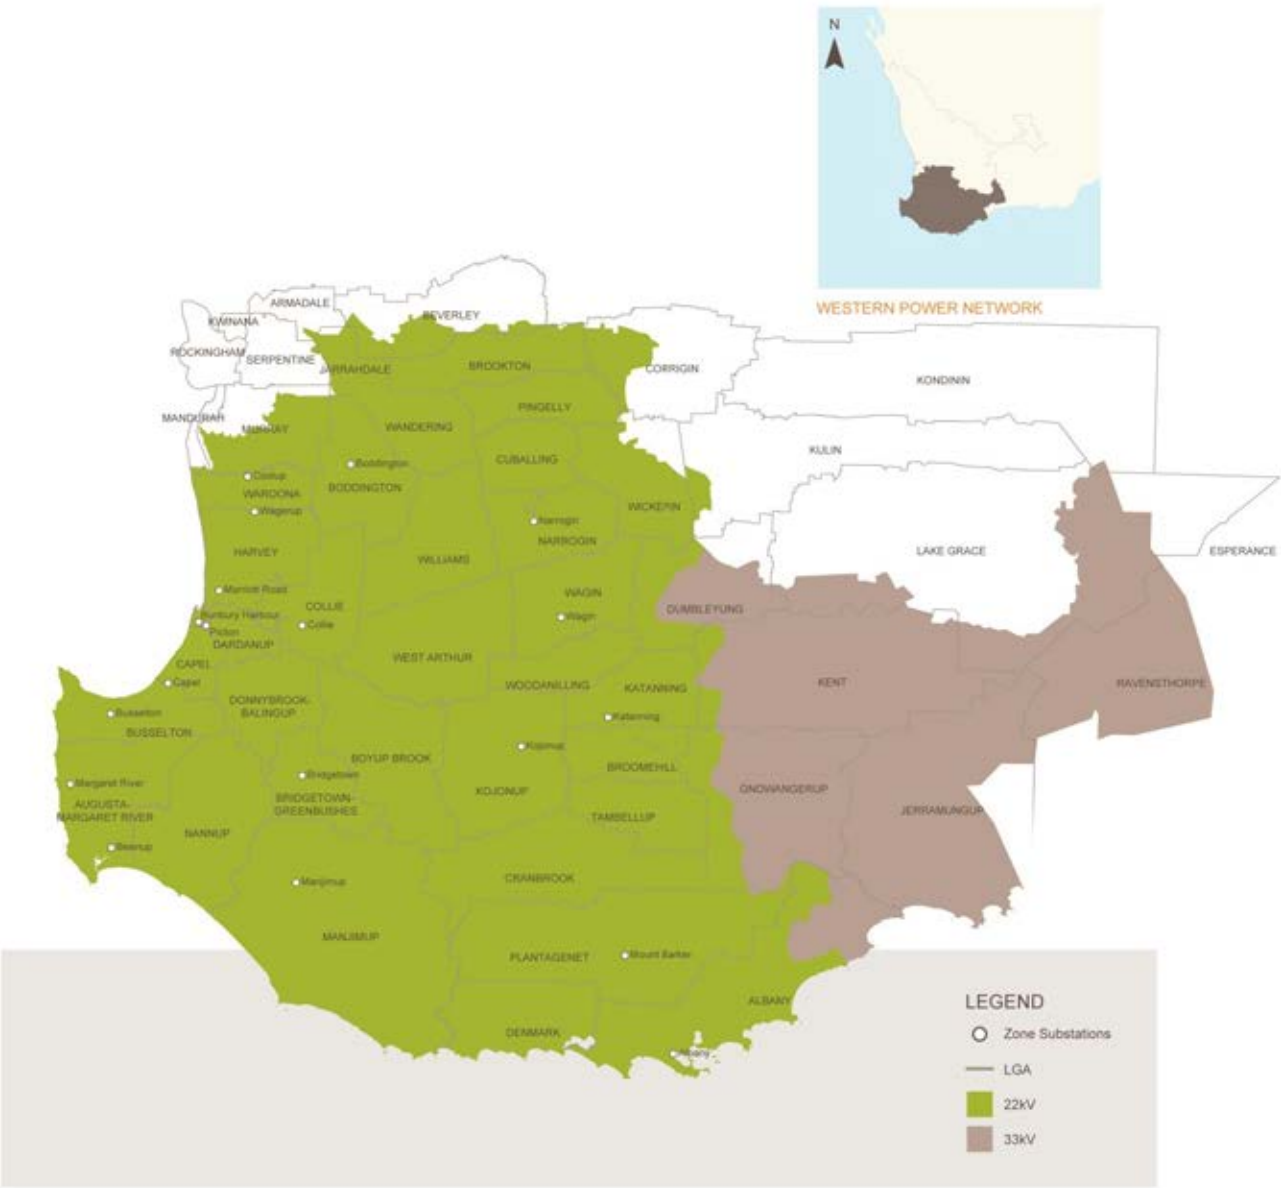 N
WESTERN POWER NETWORK
ARMADALE
BEVERLEY
KWINANA
ROCKINGHAM
SERPENTINE
JARRAHDALE
BROOKTON
CORRIGIN
KONDININ
MANDURAH
MURRAY
PINGELLY
WANDERING
KULIN
CUBALLING
Boddington
Coolup
BODDINGTON
WAROONA
WICKEPIN
Wagerup
Narrogin
NARROGIN
HARVEY
WILLIAMS
LAKE GRACE
ESPERANCE
Marriott Road
WAGIN
COLLIE
DUMBLEYUNG
Bunbury Harbour
Wagin
Picton
Collie
DARDANUP
WEST ARTHUR
CAPEL
Capel
WOODANILLING
KATANNING
KENT
RAVENSTHORPE
DONNYBROOK-
BALINGUP
Busselton
Katanning
BUSSELTON
Kojonup
BOYUP BROOK
BROOMEHILL
Bridgetown
Margaret River
KOJONUP
GNOWANGERUP
BRIDGETOWN-
GREENBUSHES
AUGUSTA-
MARGARET RIVER
JERRAMUNGUP
TAMBELLUP
NANNUP
Beenup
CRANBROOK
Manjimup
MANJIMUP
PLANTAGENET
Mount Barker
ALBANY
DENMARK
Albany
LEGEND
Zone Substations
LGA
22kV
33kV